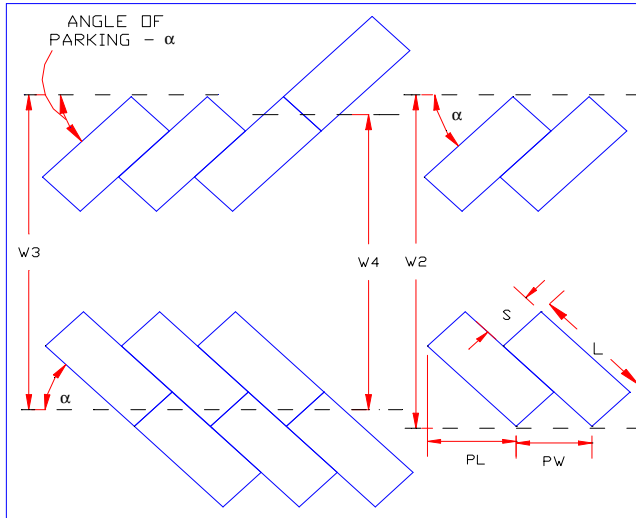 ANGLE OF
PARKING - α
α
W3
W4
W2
S
L
α
PL
PW